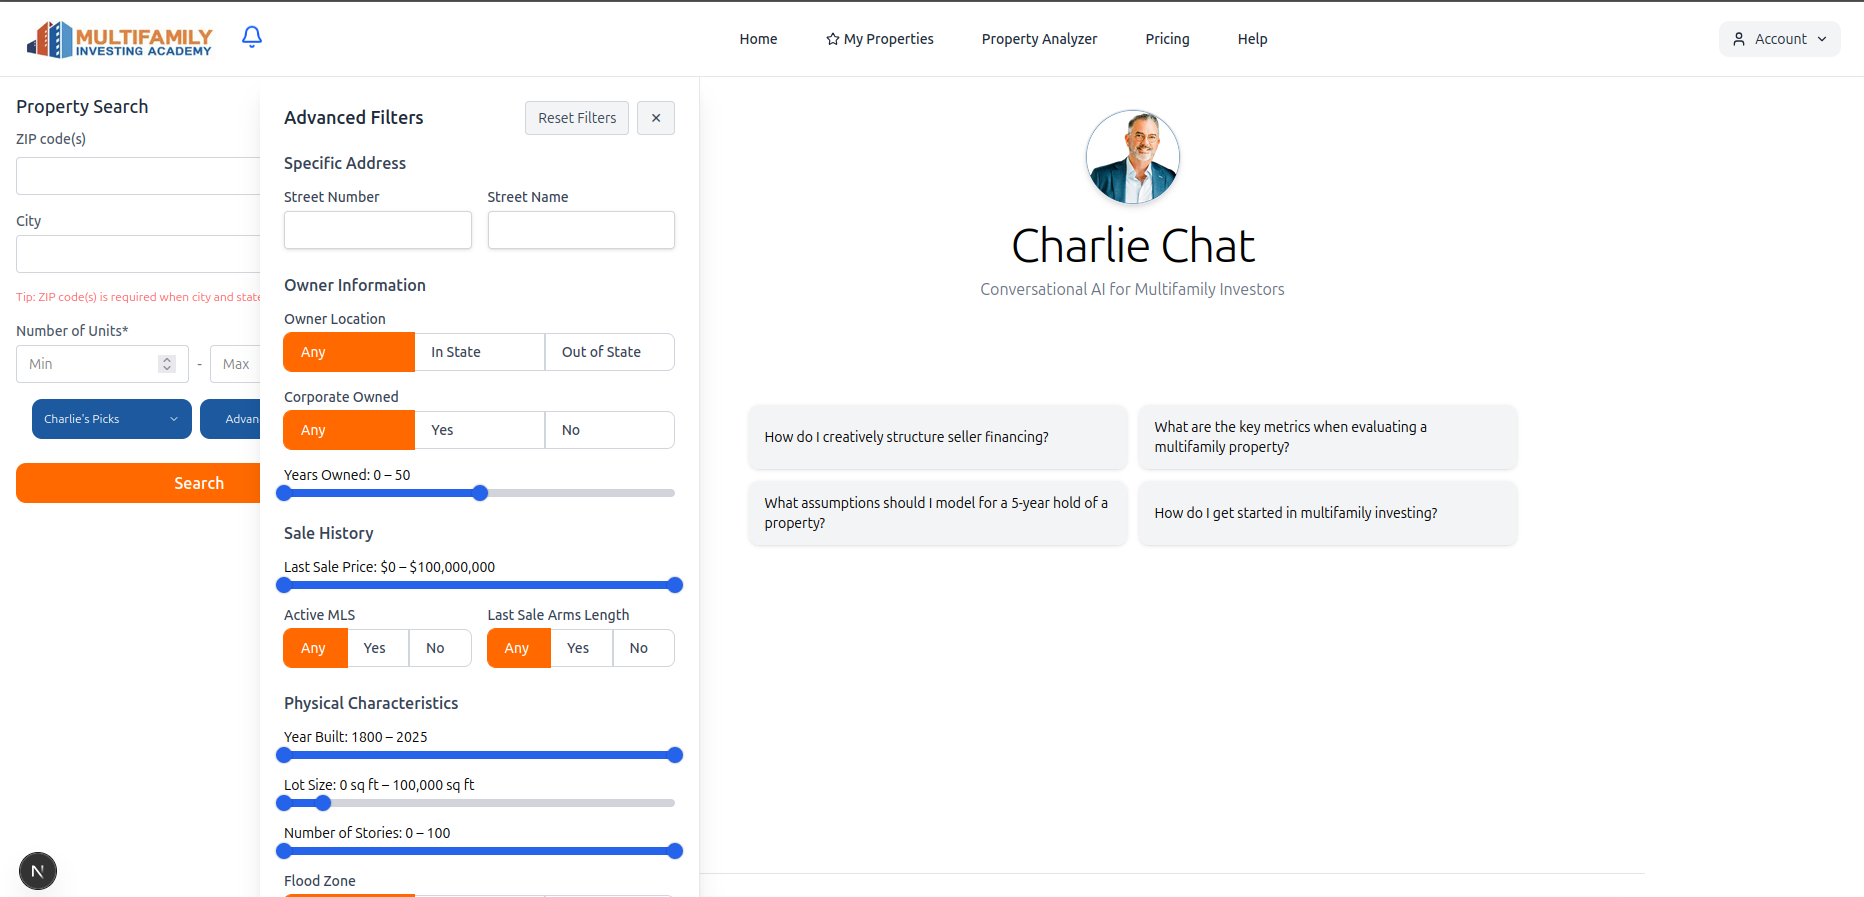 MULTIFAMILY
INVESTING ACADEMY
Home
My Properties
Property Analyzer
Pricing
Help
Account
Property Search
ZIP code(s)
City
Tip: ZIP code(s) is required when city and state
Number of Units*
Min
-
Max
Charlie's Picks
Advan
Search
N
Advanced Filters
Reset Filters
×
Specific Address
Street Number
Street Name
Owner Information
Owner Location
Any
In State
Out of State
Corporate Owned
Any
Yes
No
Years Owned: 0 – 50
Sale History
Last Sale Price: $0 – $100,000,000
Active MLS
Any
Yes
No
Last Sale Arms Length
Any
Yes
No
Physical Characteristics
Year Built: 1800 – 2025
Lot Size: 0 sq ft – 100,000 sq ft
Number of Stories: 0 – 100
Flood Zone
Charlie Chat
Conversational AI for Multifamily Investors
How do I creatively structure seller financing?
What are the key metrics when evaluating a
multifamily property?
What assumptions should I model for a 5-year hold of a
property?
How do I get started in multifamily investing?